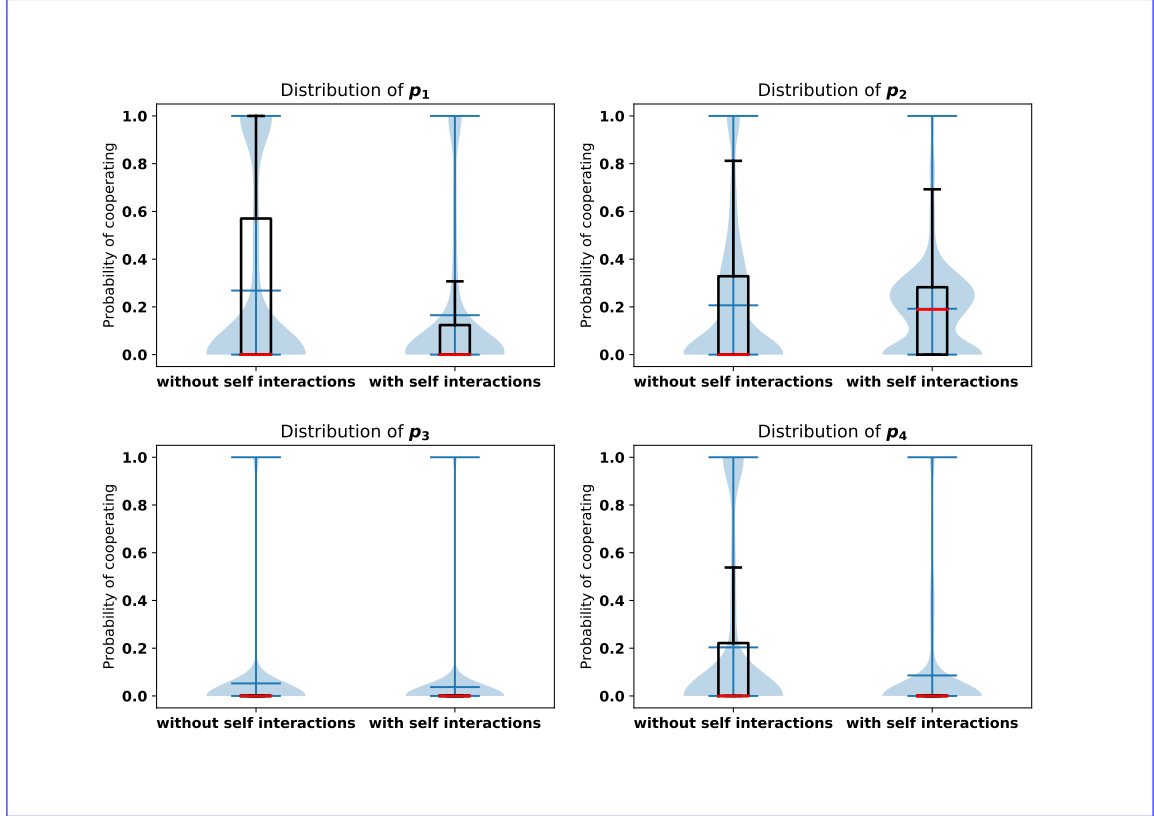 Distribution of p1
Probability of cooperating
1.0
0.8
0.6
0.4
0.2
0.0
without self interactions with self interactions
Distribution of p2
Probability of cooperating
1.0
0.8
0.6
0.4
0.2
0.0
without self interactions with self interactions
Distribution of p3
Probability of cooperating
1.0
0.8
0.6
0.4
0.2
0.0
without self interactions with self interactions
Distribution of p4
Probability of cooperating
1.0
0.8
0.6
0.4
0.2
0.0
without self interactions with self interactions